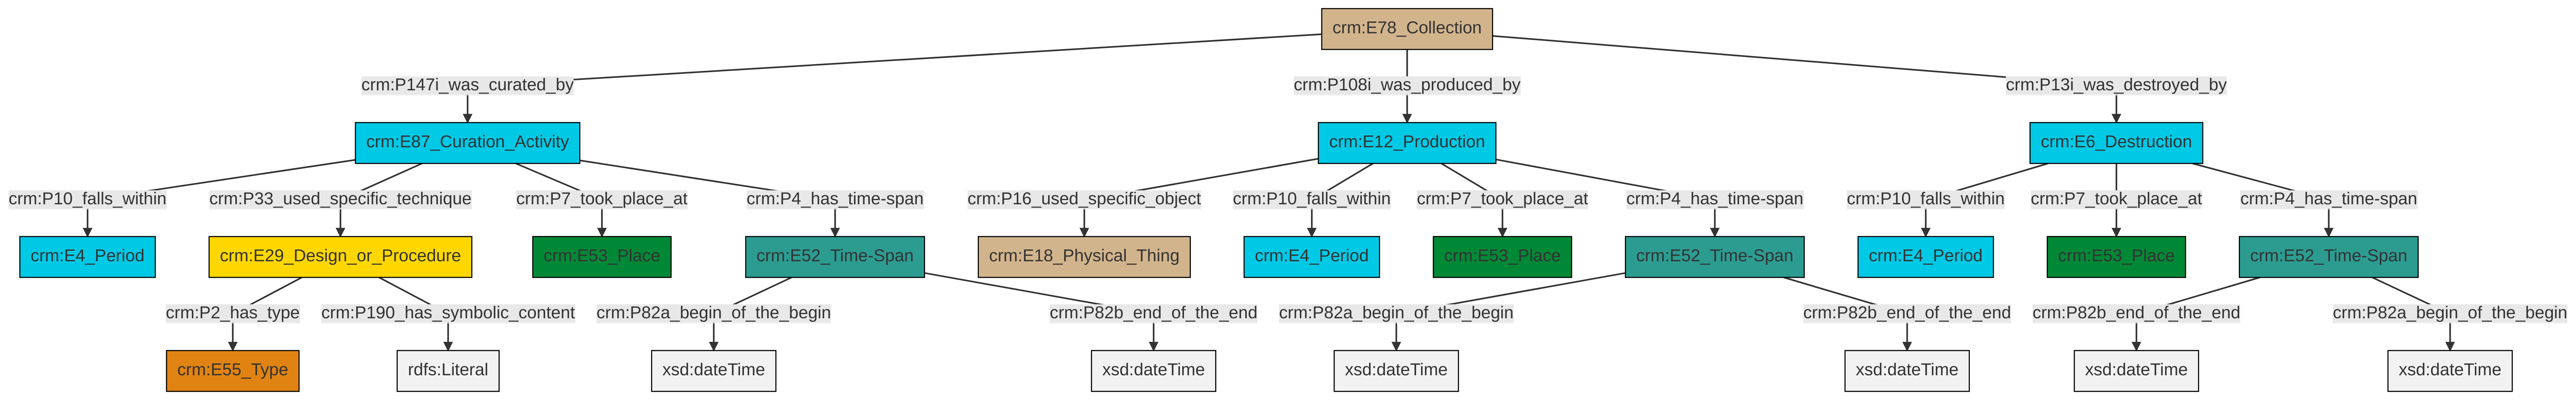 crm:E78_Collection
crm:P147i_was_curated_by
crm:P108i_was_produced_by
crm:P13i_was_destroyed_by
crm:E87_Curation_Activity
crm:E12_Production
crm:E6_Destruction
crm:P10_falls_within
crm:P33_used_specific_technique
crm:P7_took_place_at
crm:P4_has_time-span
crm:P16_used_specific_object
crm:P10_falls_within
crm:P7_took_place_at
crm:P4_has_time-span
crm:P10_falls_within
crm:P7_took_place_at
crm:P4_has_time-span
crm:E4_Period
crm:E29_Design_or_Procedure
crm:E53_Place
crm:E52_Time-Span
crm:E18_Physical_Thing
crm:E4_Period
crm:E53_Place
crm:E52_Time-Span
crm:E4_Period
crm:E53_Place
crm:E52_Time-Span
crm:P2_has_type
crm:P190_has_symbolic_content
crm:P82a_begin_of_the_begin
crm:P82b_end_of_the_end
crm:P82a_begin_of_the_begin
crm:P82b_end_of_the_end
crm:P82b_end_of_the_end
crm:P82a_begin_of_the_begin
crm:E55_Type
rdfs:Literal
xsd:dateTime
xsd:dateTime
xsd:dateTime
xsd:dateTime
xsd:dateTime
xsd:dateTime